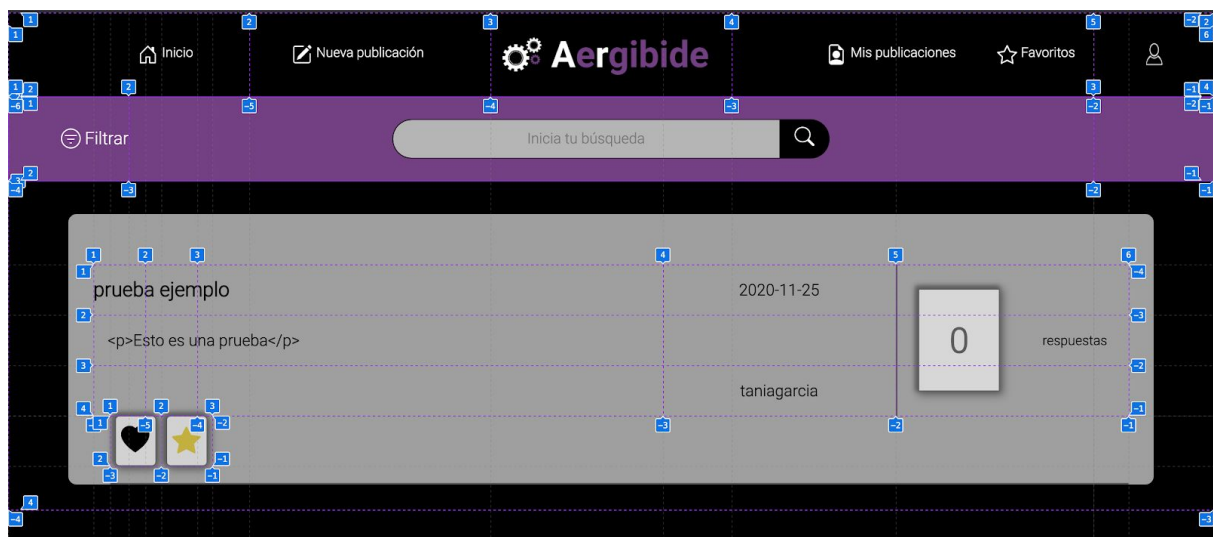 Inicio
Nueva publicación
Aergibide
Mis publicaciones
Favoritos
Filtrar
Inicia tu búsqueda
prueba ejemplo
2020-11-25
<p>Esto es una prueba</p>
0
respuestas
taniagarcia